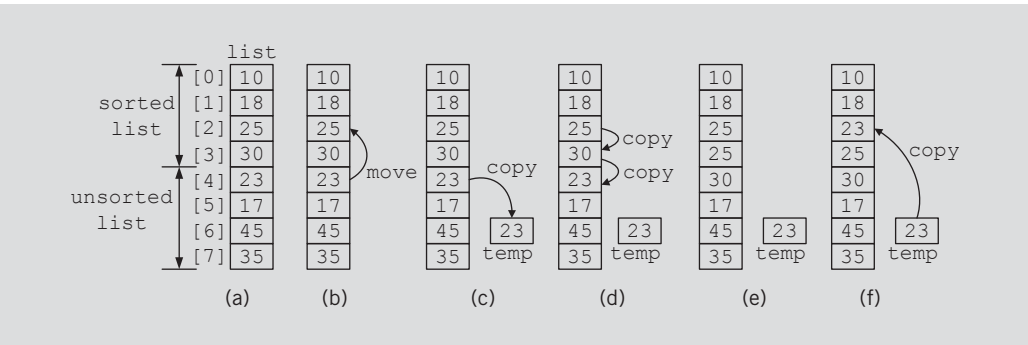 list
[0] 10 10 10 10 10 10
sorted [1] 18 18 18 18 18 18
list [2] 25 25 25 25 25 23
copy
[3] 30 30 30 30 25 25
copy
move
copy
copy
[4] 23 23 23 23 30 30
unsorted [5] 17 17 17 17 17 17
list [6] 45 45 45 23 45 23 45 23 45 23
temp temp temp temp
[7] 35 35 35 35 35 35
(a) (b) (c) (d) (e) (f)